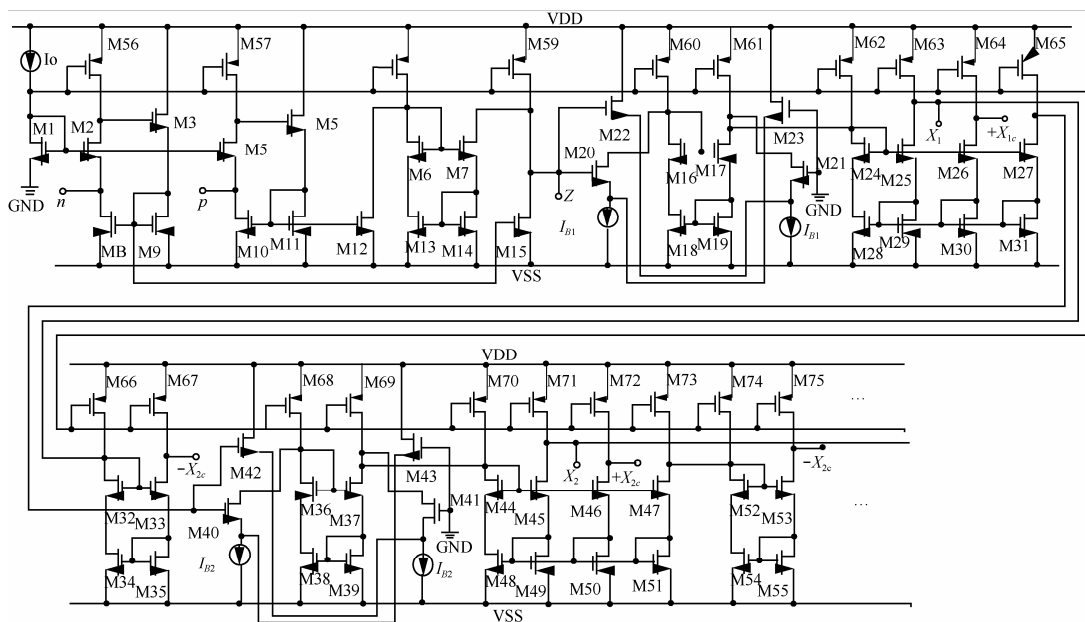 VDD
M56 M57 M59 M60 M61 M62 M63 M64 M65
Io
M1 M2 M3 M5 M5 M6 M7 M20 M22 M16 M17 M23 M21 M24 M25 M26 M27
X₁ +X₁c
GND n p Z I_B1 I_B1 GND
MB M9 M10 M11 M12 M13 M14 M15 M18 M19 M28 M29 M30 M31
VSS
VDD
M66 M67 M68 M69 M70 M71 M72 M73 M74 M75
...
−X₂c M42 M43 X₂ +X₂c −X₂c
M32 M33 M40 M36 M37 M41 M44 M45 M46 M47 M52 M53
...
GND
I_B2 I_B2
M34 M35 M38 M39 M48 M49 M50 M51 M54 M55
VSS